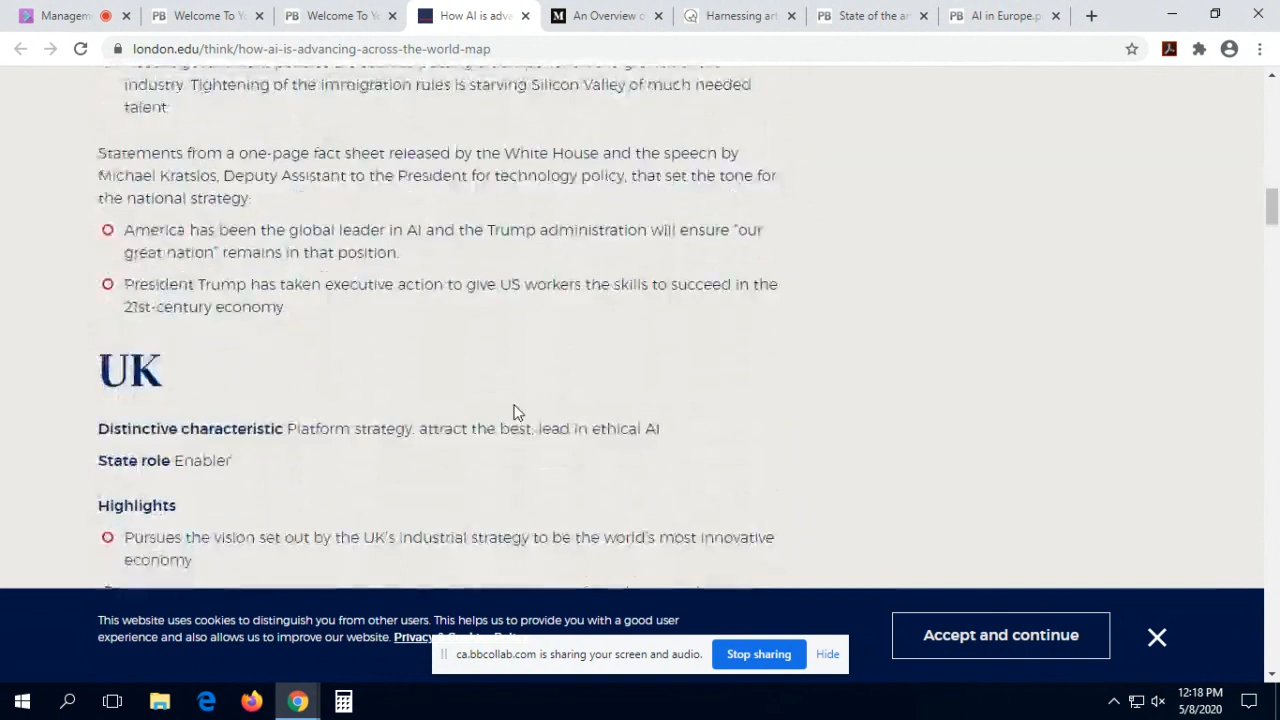 Managem
Welcome To Yo
Welcome To Yo
How AI is adva
An Overview o
Harnessing art
State of the ar
AI in Europe.p
london.edu/think/how-ai-is-advancing-across-the-world-map
industry. Tightening of the immigration rules is starving Silicon Valley of much needed
talent
Statements from a one-page fact sheet released by the White House and the speech by
Michael Kratsios, Deputy Assistant to the President for technology policy, that set the tone for
the national strategy:
America has been the global leader in AI and the Trump administration will ensure “our
great nation” remains in that position.
President Trump has taken executive action to give US workers the skills to succeed in the
21st-century economy
UK
Distinctive characteristic Platform strategy, attract the best, lead in ethical AI
State role Enabler
Highlights
Pursues the vision set out by the UK's industrial strategy to be the world's most innovative
economy
This website uses cookies to distinguish you from other users. This helps us to provide you with a good user
experience and also allows us to improve our website. Privacy & Cookie Policy
Accept and continue
ca.bbcollab.com is sharing your screen and audio.
Stop sharing
Hide
12:18 PM
5/8/2020